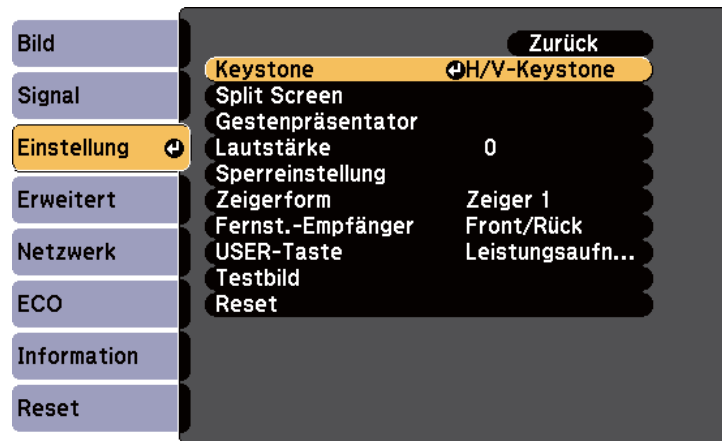 Bild
Signal
Einstellung
Erweitert
Netzwerk
ECO
Information
Reset
Zurück
Keystone H/V-Keystone
Split Screen
Gestenpräsentator
Lautstärke 0
Sperreinstellung
Zeigerform Zeiger 1
Fernst.-Empfänger Front/Rück
USER-Taste Leistungsaufn...
Testbild
Reset